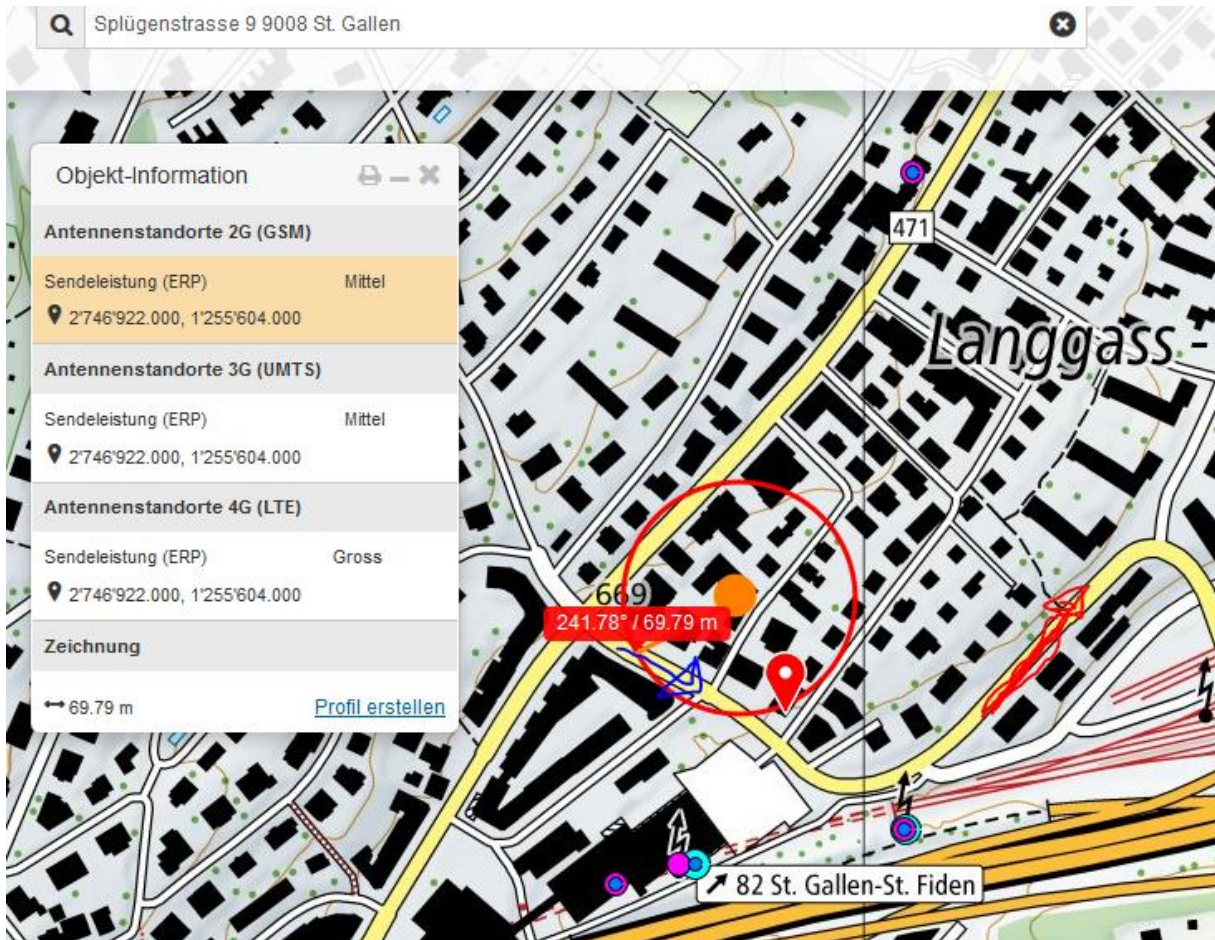 Splügenstrasse 9 9008 St. Gallen
Objekt-Information
Antennenstandorte 2G (GSM)
Sendeleistung (ERP) Mittel
2'746'922.000, 1'255'604.000
Antennenstandorte 3G (UMTS)
Sendeleistung (ERP) Mittel
2'746'922.000, 1'255'604.000
Antennenstandorte 4G (LTE)
Sendeleistung (ERP) Gross
2'746'922.000, 1'255'604.000
Zeichnung
69.79 m Profil erstellen
471
Langgass -
669
241.78° / 69.79 m
82 St. Gallen-St. Fiden